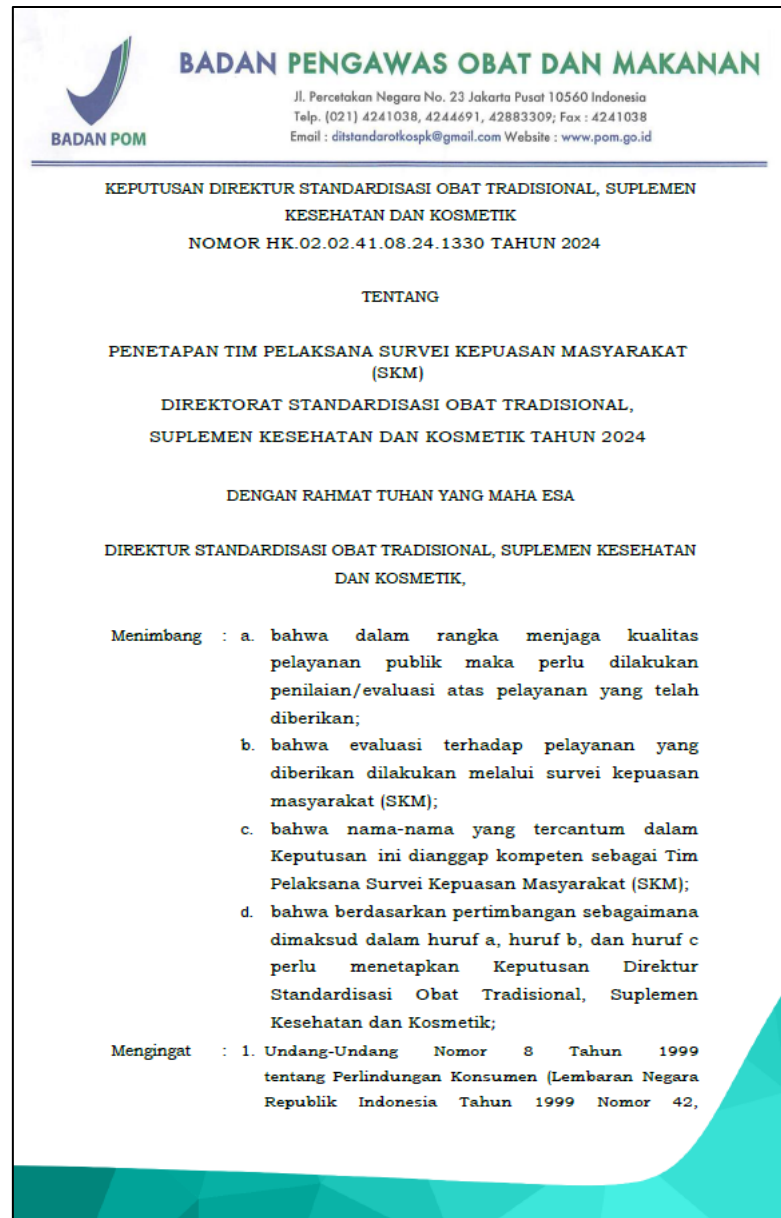 BADAN POM
BADAN PENGAWAS OBAT DAN MAKANAN
Jl. Percetakan Negara No. 23 Jakarta Pusat 10560 Indonesia
Telp. (021) 4241038, 4244691, 42883309; Fax : 4241038
Email : ditstandarotkospk@gmail.com Website : www.pom.go.id
KEPUTUSAN DIREKTUR STANDARDISASI OBAT TRADISIONAL, SUPLEMEN
KESEHATAN DAN KOSMETIK
NOMOR HK.02.02.41.08.24.1330 TAHUN 2024
TENTANG
PENETAPAN TIM PELAKSANA SURVEI KEPUASAN MASYARAKAT
(SKM)
DIREKTORAT STANDARDISASI OBAT TRADISIONAL,
SUPLEMEN KESEHATAN DAN KOSMETIK TAHUN 2024
DENGAN RAHMAT TUHAN YANG MAHA ESA
DIREKTUR STANDARDISASI OBAT TRADISIONAL, SUPLEMEN KESEHATAN
DAN KOSMETIK,
Menimbang : a. bahwa dalam rangka menjaga kualitas
pelayanan publik maka perlu dilakukan
penilaian/evaluasi atas pelayanan yang telah
diberikan;
b. bahwa evaluasi terhadap pelayanan yang
diberikan dilakukan melalui survei kepuasan
masyarakat (SKM);
c. bahwa nama-nama yang tercantum dalam
Keputusan ini dianggap kompeten sebagai Tim
Pelaksana Survei Kepuasan Masyarakat (SKM);
d. bahwa berdasarkan pertimbangan sebagaimana
dimaksud dalam huruf a, huruf b, dan huruf c
perlu menetapkan Keputusan Direktur
Standardisasi Obat Tradisional, Suplemen
Kesehatan dan Kosmetik;
Mengingat : 1. Undang-Undang Nomor 8 Tahun 1999
tentang Perlindungan Konsumen (Lembaran Negara
Republik Indonesia Tahun 1999 Nomor 42,